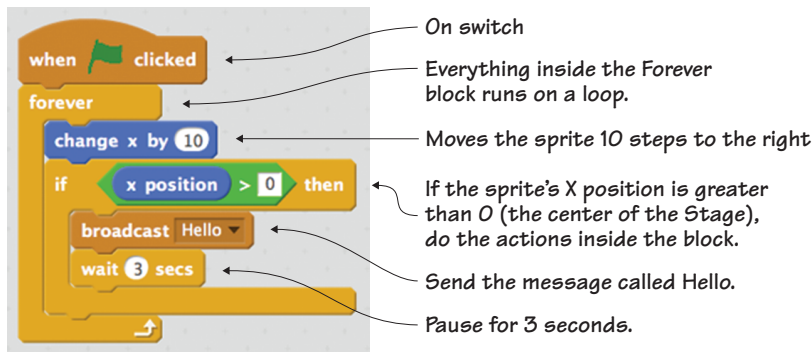 when clicked
forever
change x by 10
if x position > 0 then
broadcast Hello
wait 3 secs
On switch
Everything inside the Forever
block runs on a loop.
Moves the sprite 10 steps to the right
If the sprite's X position is greater
than 0 (the center of the Stage),
do the actions inside the block.
Send the message called Hello.
Pause for 3 seconds.